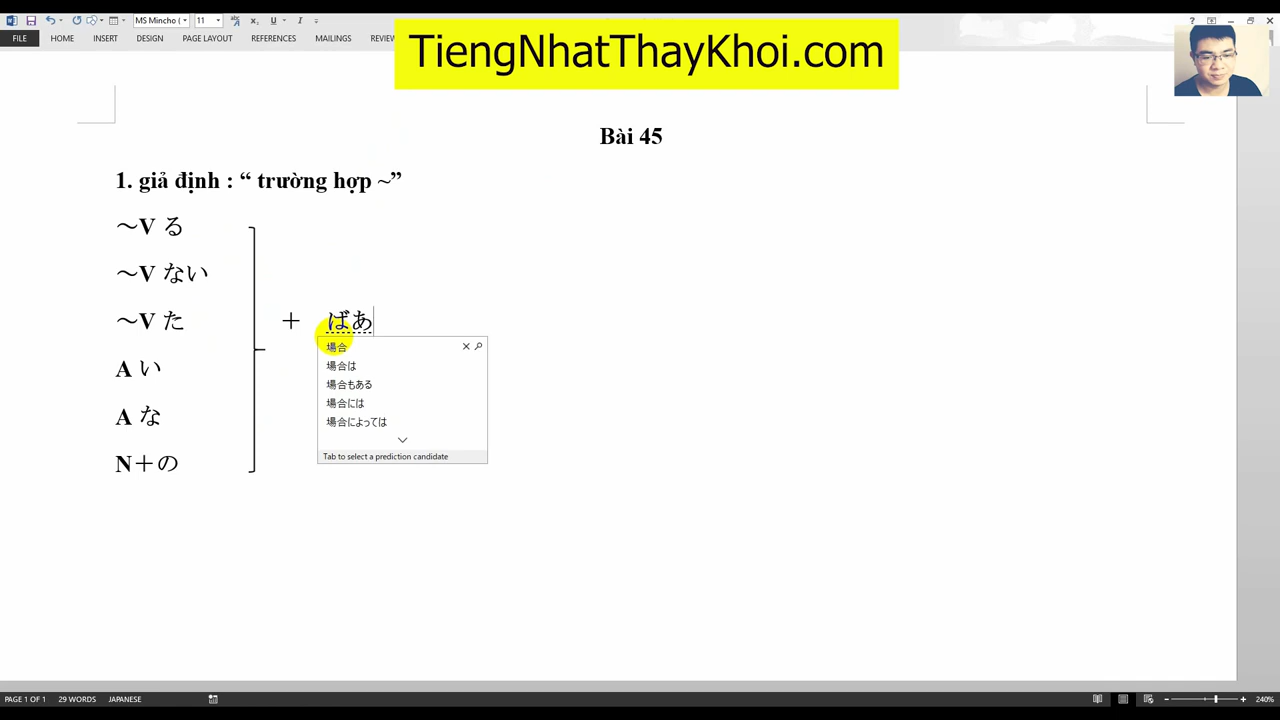 MS Mincho (
11
FILE
HOME
INSERT
DESIGN
PAGE LAYOUT
REFERENCES
MAILINGS
REVIEW
TiengNhatThayKhoi.com
Bài 45
1. giả định : “ trường hợp ~”
～V る
～V ない
～V た
A い
A な
N＋の
＋ ばあ
場合
場合は
場合もある
場合には
場合によっては
Tab to select a prediction candidate
PAGE 1 OF 1
29 WORDS
JAPANESE
240%